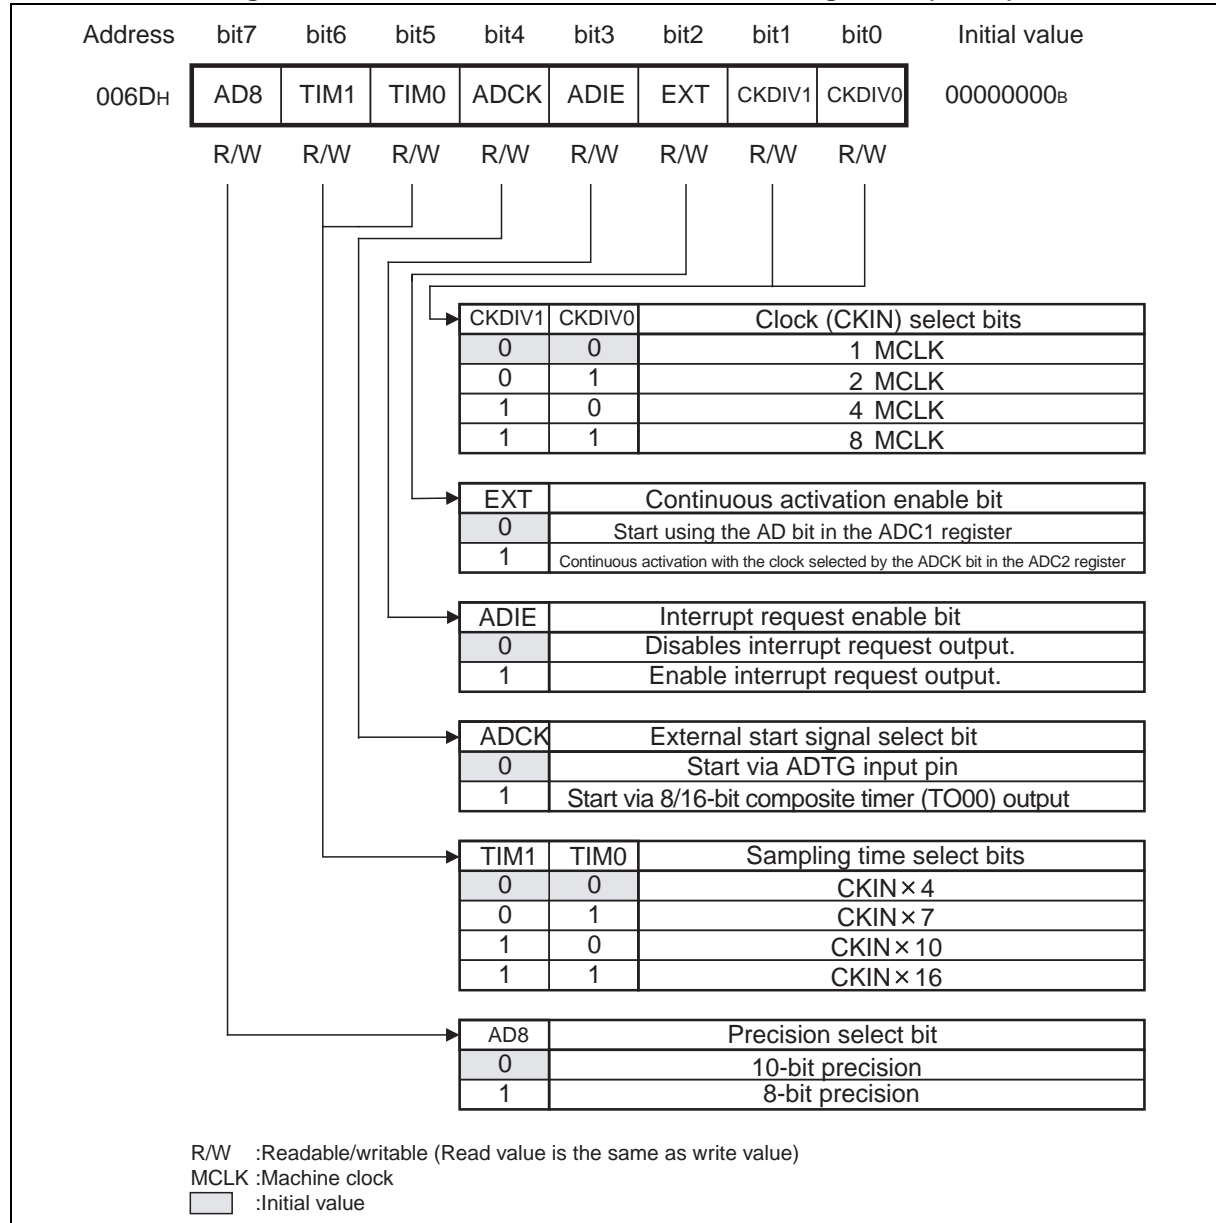 Address bit7 bit6 bit5 bit4 bit3 bit2 bit1 bit0 Initial value
006DH AD8 TIM1 TIM0 ADCK ADIE EXT CKDIV1 CKDIV0 00000000B
R/W R/W R/W R/W R/W R/W R/W R/W
CKDIV1 CKDIV0 Clock (CKIN) select bits
0 0 1 MCLK
0 1 2 MCLK
1 0 4 MCLK
1 1 8 MCLK
EXT Continuous activation enable bit
0 Start using the AD bit in the ADC1 register
1 Continuous activation with the clock selected by the ADCK bit in the ADC2 register
ADIE Interrupt request enable bit
0 Disables interrupt request output.
1 Enable interrupt request output.
ADCK External start signal select bit
0 Start via ADTG input pin
1 Start via 8/16-bit composite timer (TO00) output
TIM1 TIM0 Sampling time select bits
0 0 CKIN×4
0 1 CKIN×7
1 0 CKIN×10
1 1 CKIN×16
AD8 Precision select bit
0 10-bit precision
1 8-bit precision
R/W :Readable/writable (Read value is the same as write value)
MCLK :Machine clock
:Initial value